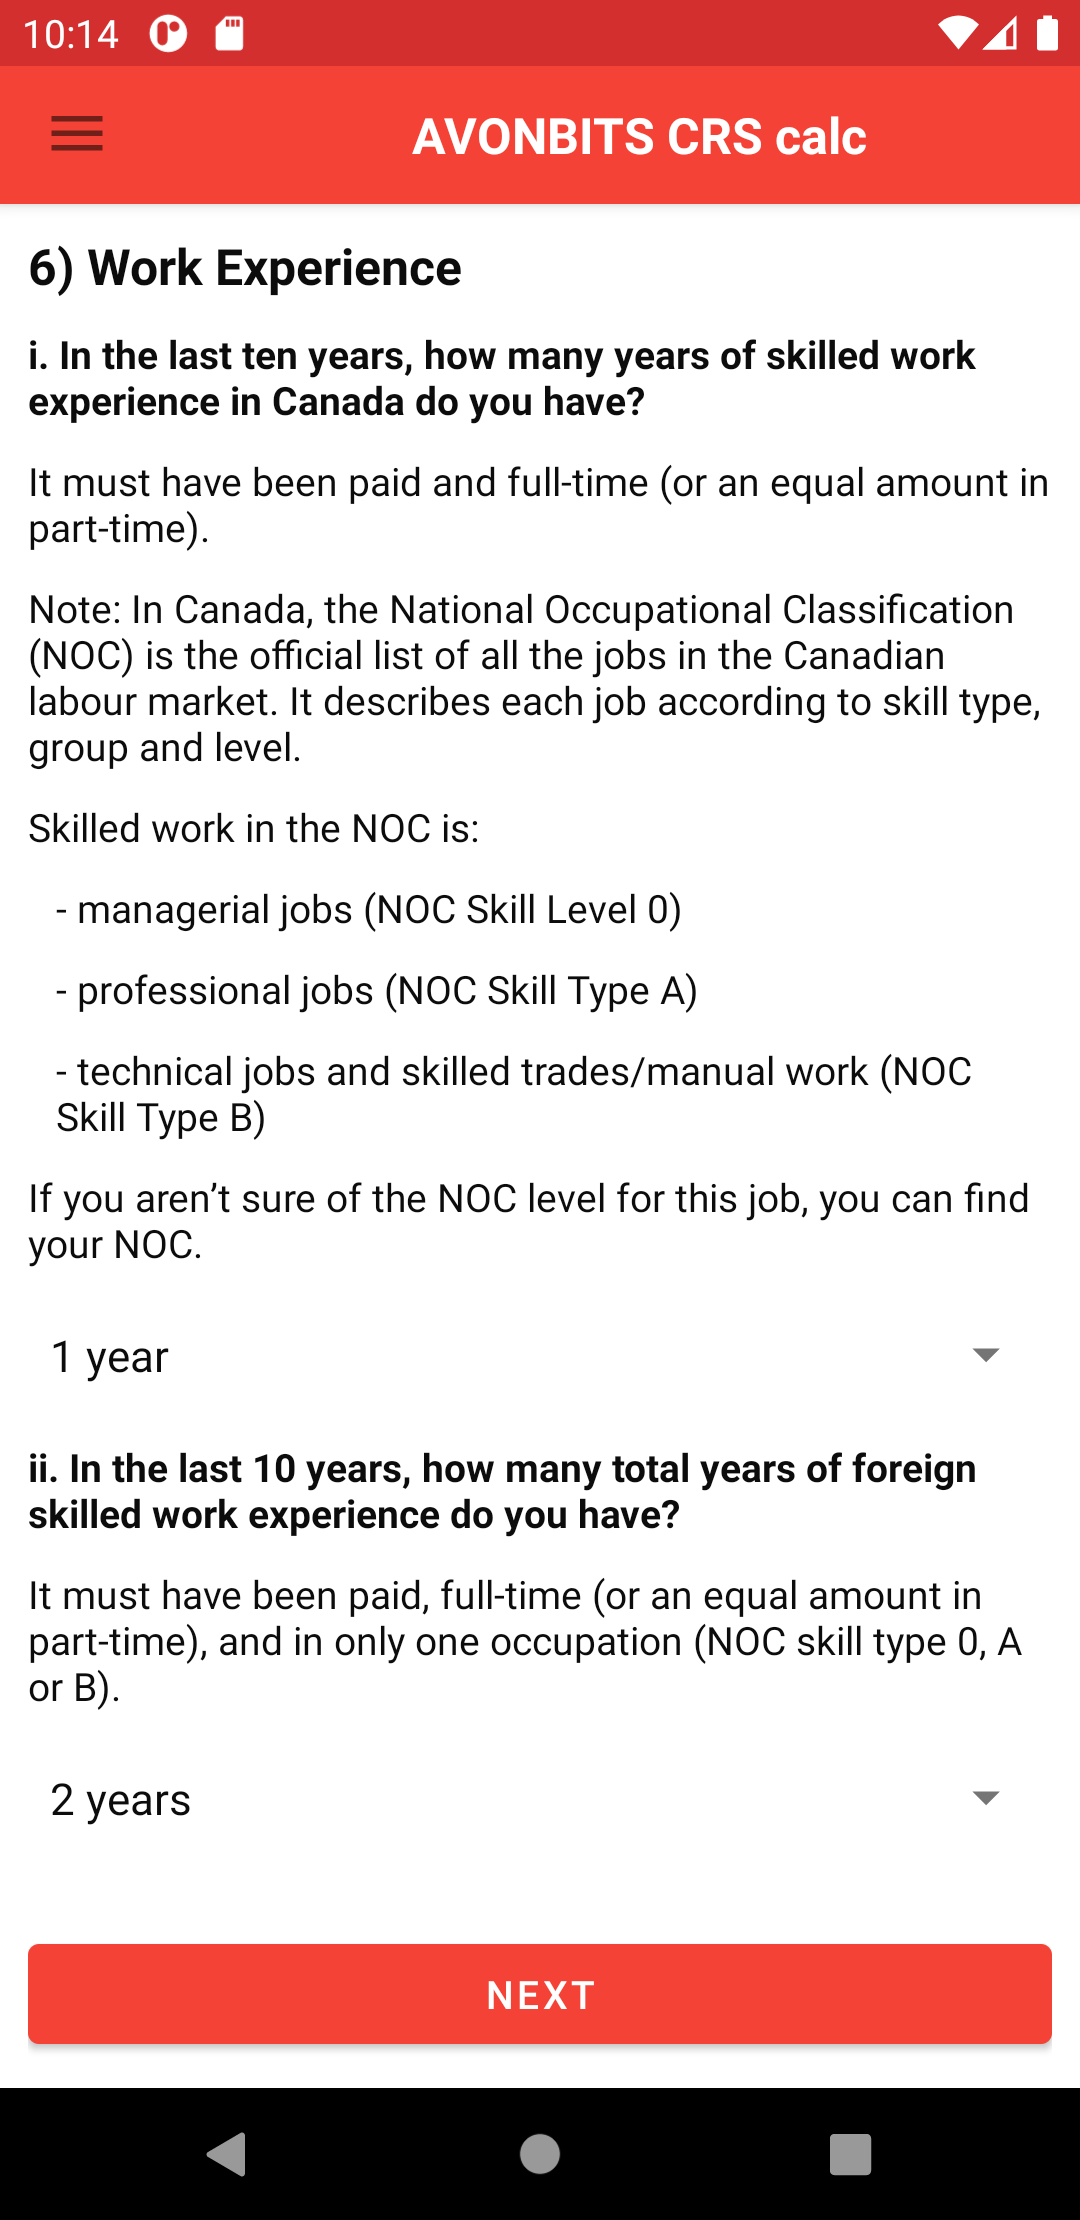 10:14
AVONBITS CRS calc
6) Work Experience
i. In the last ten years, how many years of skilled work
experience in Canada do you have?
It must have been paid and full-time (or an equal amount in
part-time).
Note: In Canada, the National Occupational Classification
(NOC) is the official list of all the jobs in the Canadian
labour market. It describes each job according to skill type,
group and level.
Skilled work in the NOC is:
- managerial jobs (NOC Skill Level 0)
- professional jobs (NOC Skill Type A)
- technical jobs and skilled trades/manual work (NOC
Skill Type B)
If you aren’t sure of the NOC level for this job, you can find
your NOC.
1 year
ii. In the last 10 years, how many total years of foreign
skilled work experience do you have?
It must have been paid, full-time (or an equal amount in
part-time), and in only one occupation (NOC skill type 0, A
or B).
2 years
NEXT